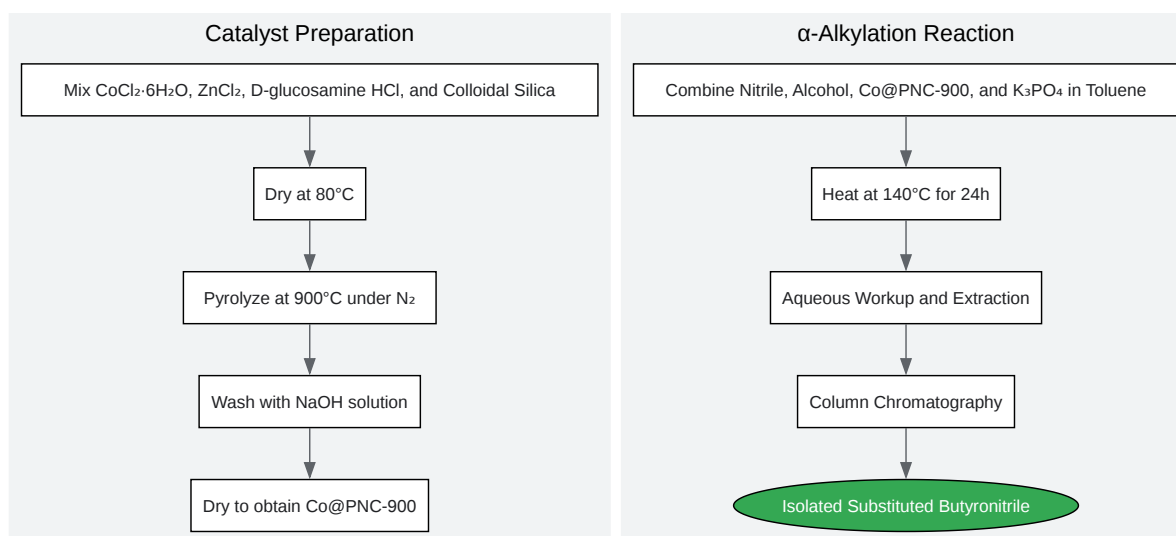 Catalyst Preparation
Mix CoCl₂·6H₂O, ZnCl₂, D-glucosamine HCl, and Colloidal Silica
Dry at 80°C
Pyrolyze at 900°C under N₂
Wash with NaOH solution
Dry to obtain Co@PNC-900
α-Alkylation Reaction
Combine Nitrile, Alcohol, Co@PNC-900, and K₃PO₄ in Toluene
Heat at 140°C for 24h
Aqueous Workup and Extraction
Column Chromatography
Isolated Substituted Butyronitrile